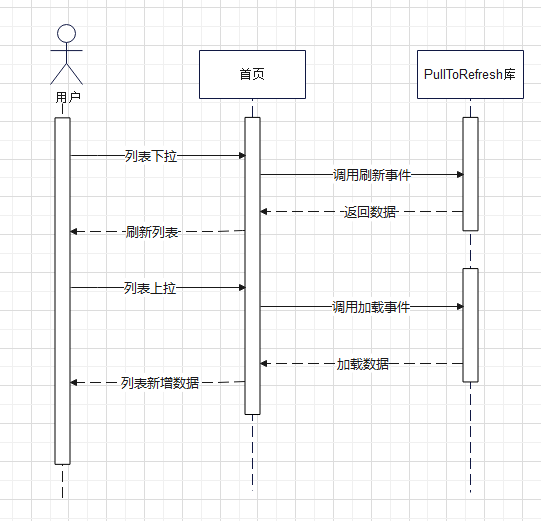 用户
首页
PullToRefresh库
列表下拉
调用刷新事件
返回数据
刷新列表
列表上拉
调用加载事件
加载数据
列表新增数据